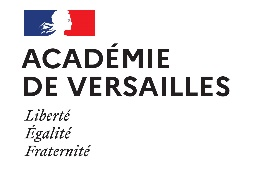 ACADÉMIE
DE VERSAILLES
Liberté
Égalité
Fraternité